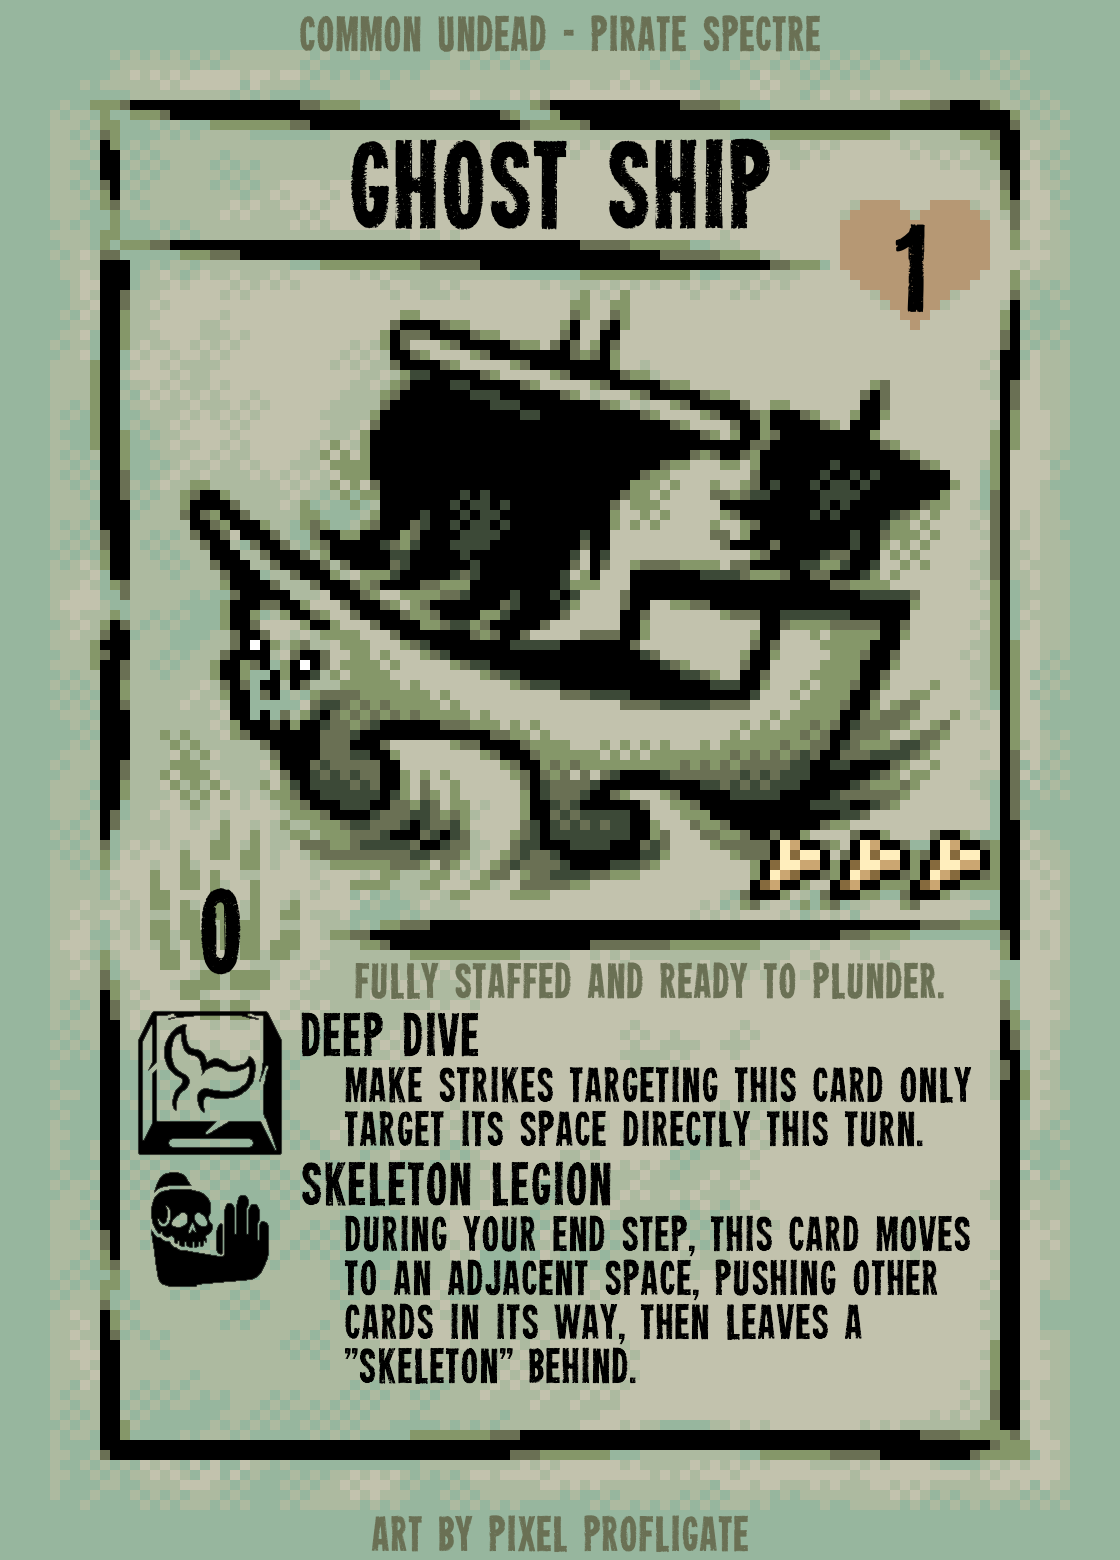 COMMON UNDEAD - PIRATE SPECTRE
GHOST SHIP
1
0
FULLY STAFFED AND READY TO PLUNDER.
DEEP DIVE
MAKE STRIKES TARGETING THIS CARD ONLY
TARGET ITS SPACE DIRECTLY THIS TURN.
SKELETON LEGION
DURING YOUR END STEP, THIS CARD MOVES
TO AN ADJACENT SPACE, PUSHING OTHER
CARDS IN ITS WAY, THEN LEAVES A
"SKELETON" BEHIND.
ART BY PIXEL PROFLIGATE